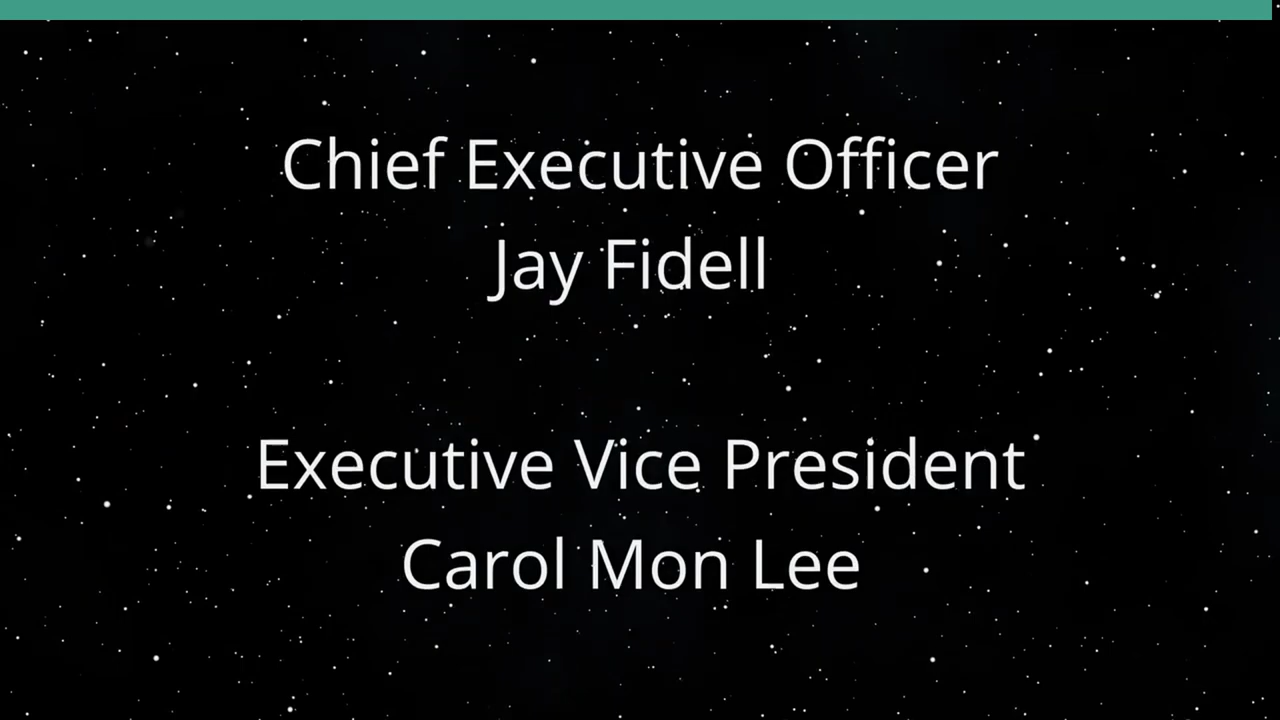 Chief Executive Officer
Jay Fidell
Executive Vice President
Carol Mon Lee